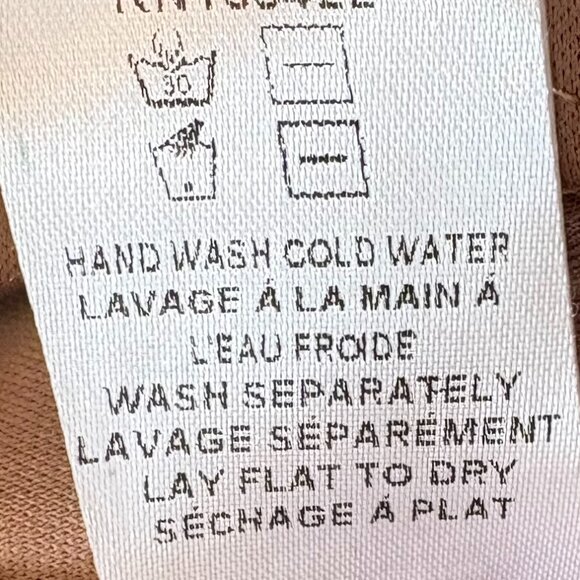 30
HAND WASH COLD WATER
LAVAGE À LA MAIN À
L'EAU FROIDE
WASH SEPARATELY
LAVAGE SÉPARÉMENT
LAY FLAT TO DRY
SÉCHAGE À PLAT